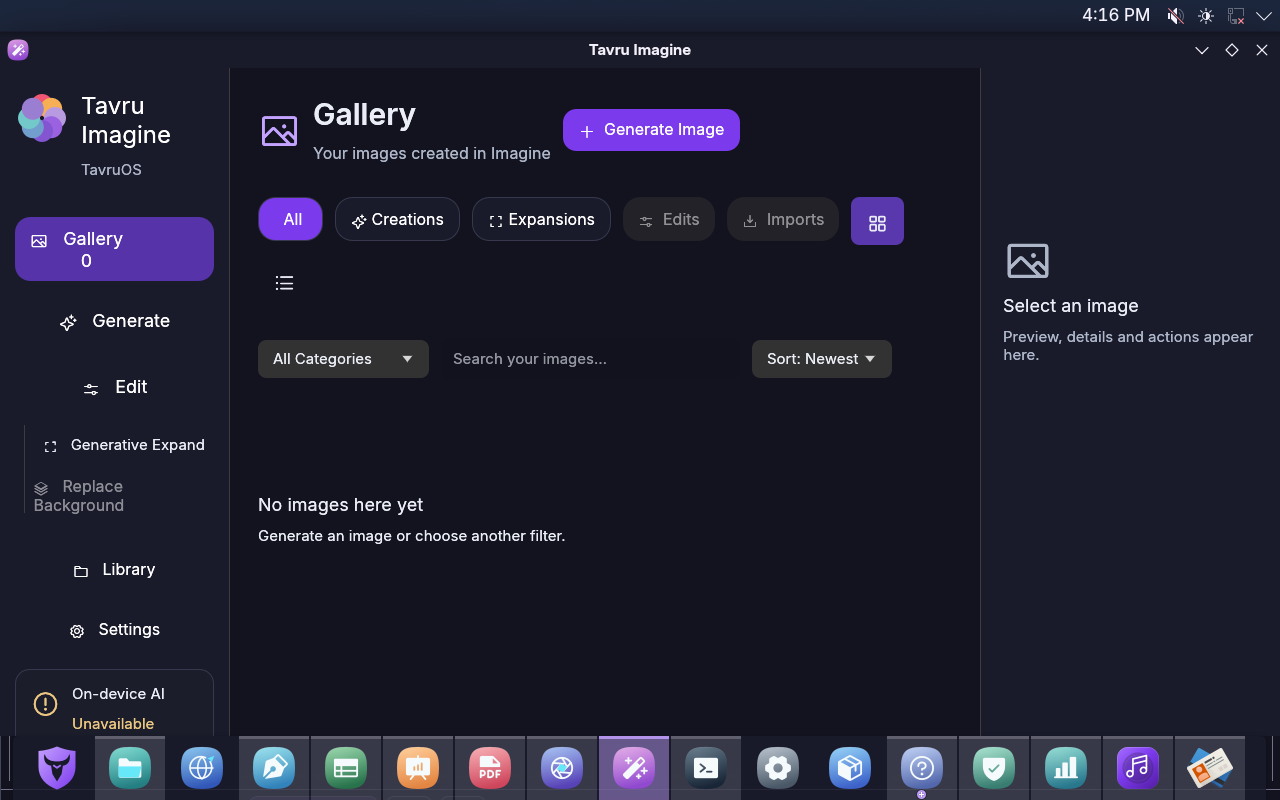 4:16 PM
Tavru Imagine
Tavru
Imagine
TavruOS
Gallery
0
Generate
Edit
Generative Expand
Replace
Background
Library
Settings
On-device AI
Unavailable
Gallery
Your images created in Imagine
Generate Image
All
Creations
Expansions
Edits
Imports
All Categories
Search your images...
Sort: Newest
No images here yet
Generate an image or choose another filter.
Select an image
Preview, details and actions appear
here.
PDF